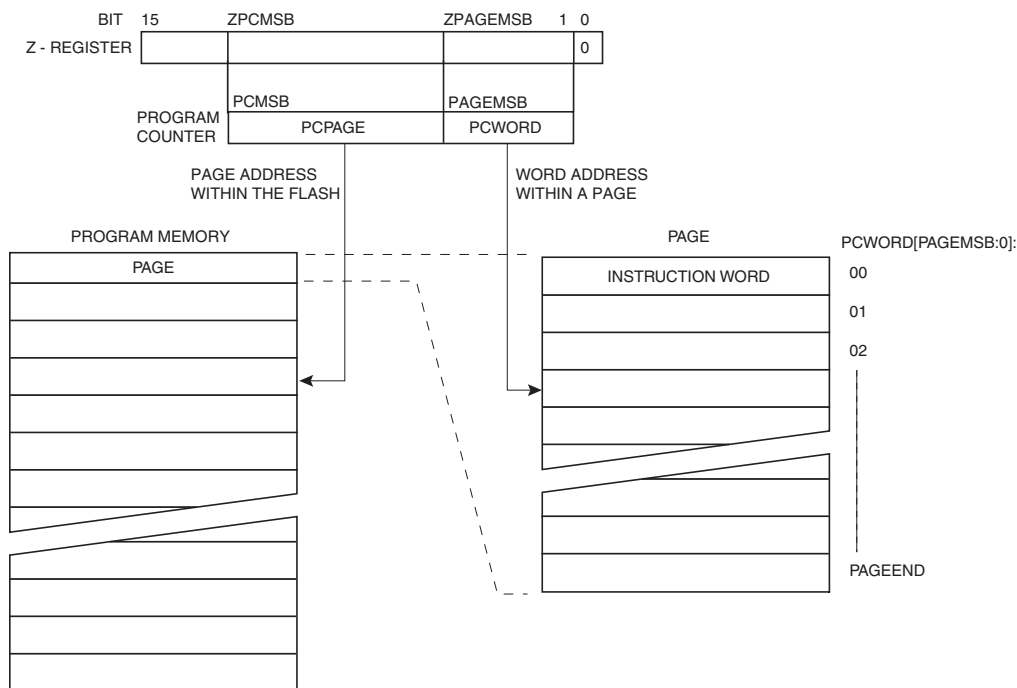 BIT 15 ZPCMSB ZPAGEMSB 1 0
Z - REGISTER 0
PCMSB PAGEMSB
PROGRAM
COUNTER
PCPAGE PCWORD
PAGE ADDRESS
WITHIN THE FLASH
WORD ADDRESS
WITHIN A PAGE
PROGRAM MEMORY
PAGE
PAGE
PCWORD[PAGEMSB:0]:
INSTRUCTION WORD 00
01
02
PAGEEND